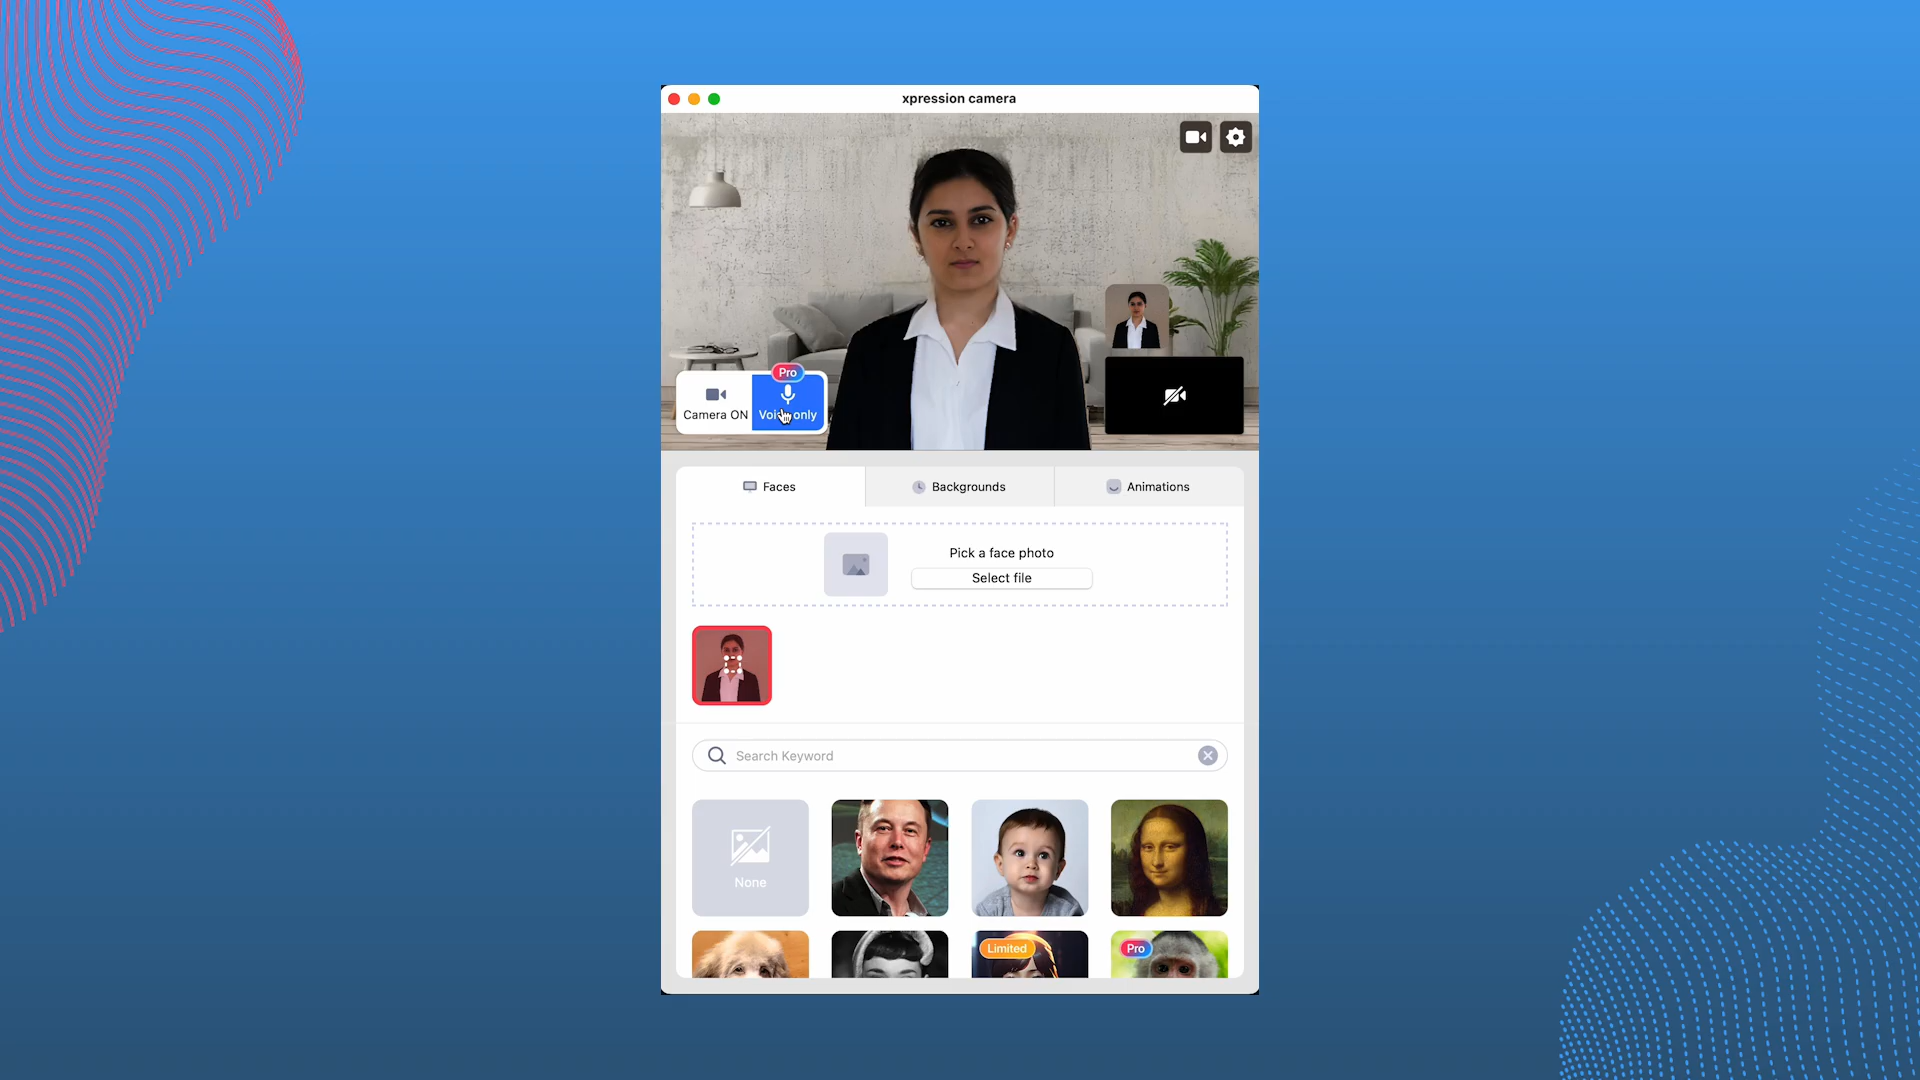 xpression camera
Pro
Camera ON
Voice only
Faces
Backgrounds
Animations
Pick a face photo
Select file
Search Keyword
None
Limited
Pro